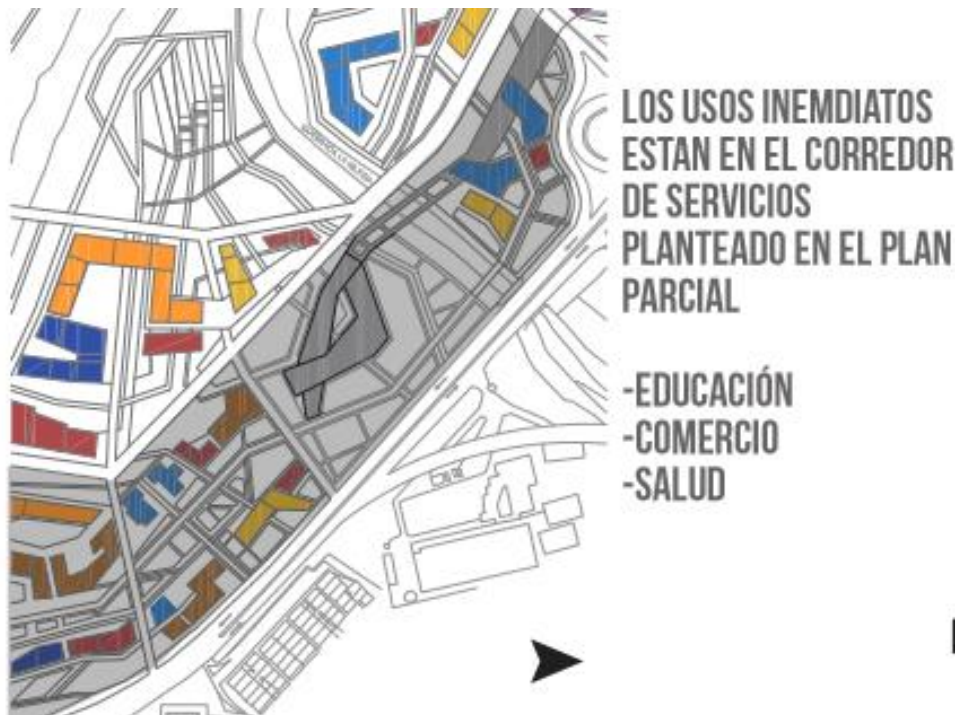 LOS USOS INEMDIATOS
ESTAN EN EL CORREDOR
DE SERVICIOS
PLANTEADO EN EL PLAN
PARCIAL
-EDUCACIÓN
-COMERCIO
-SALUD